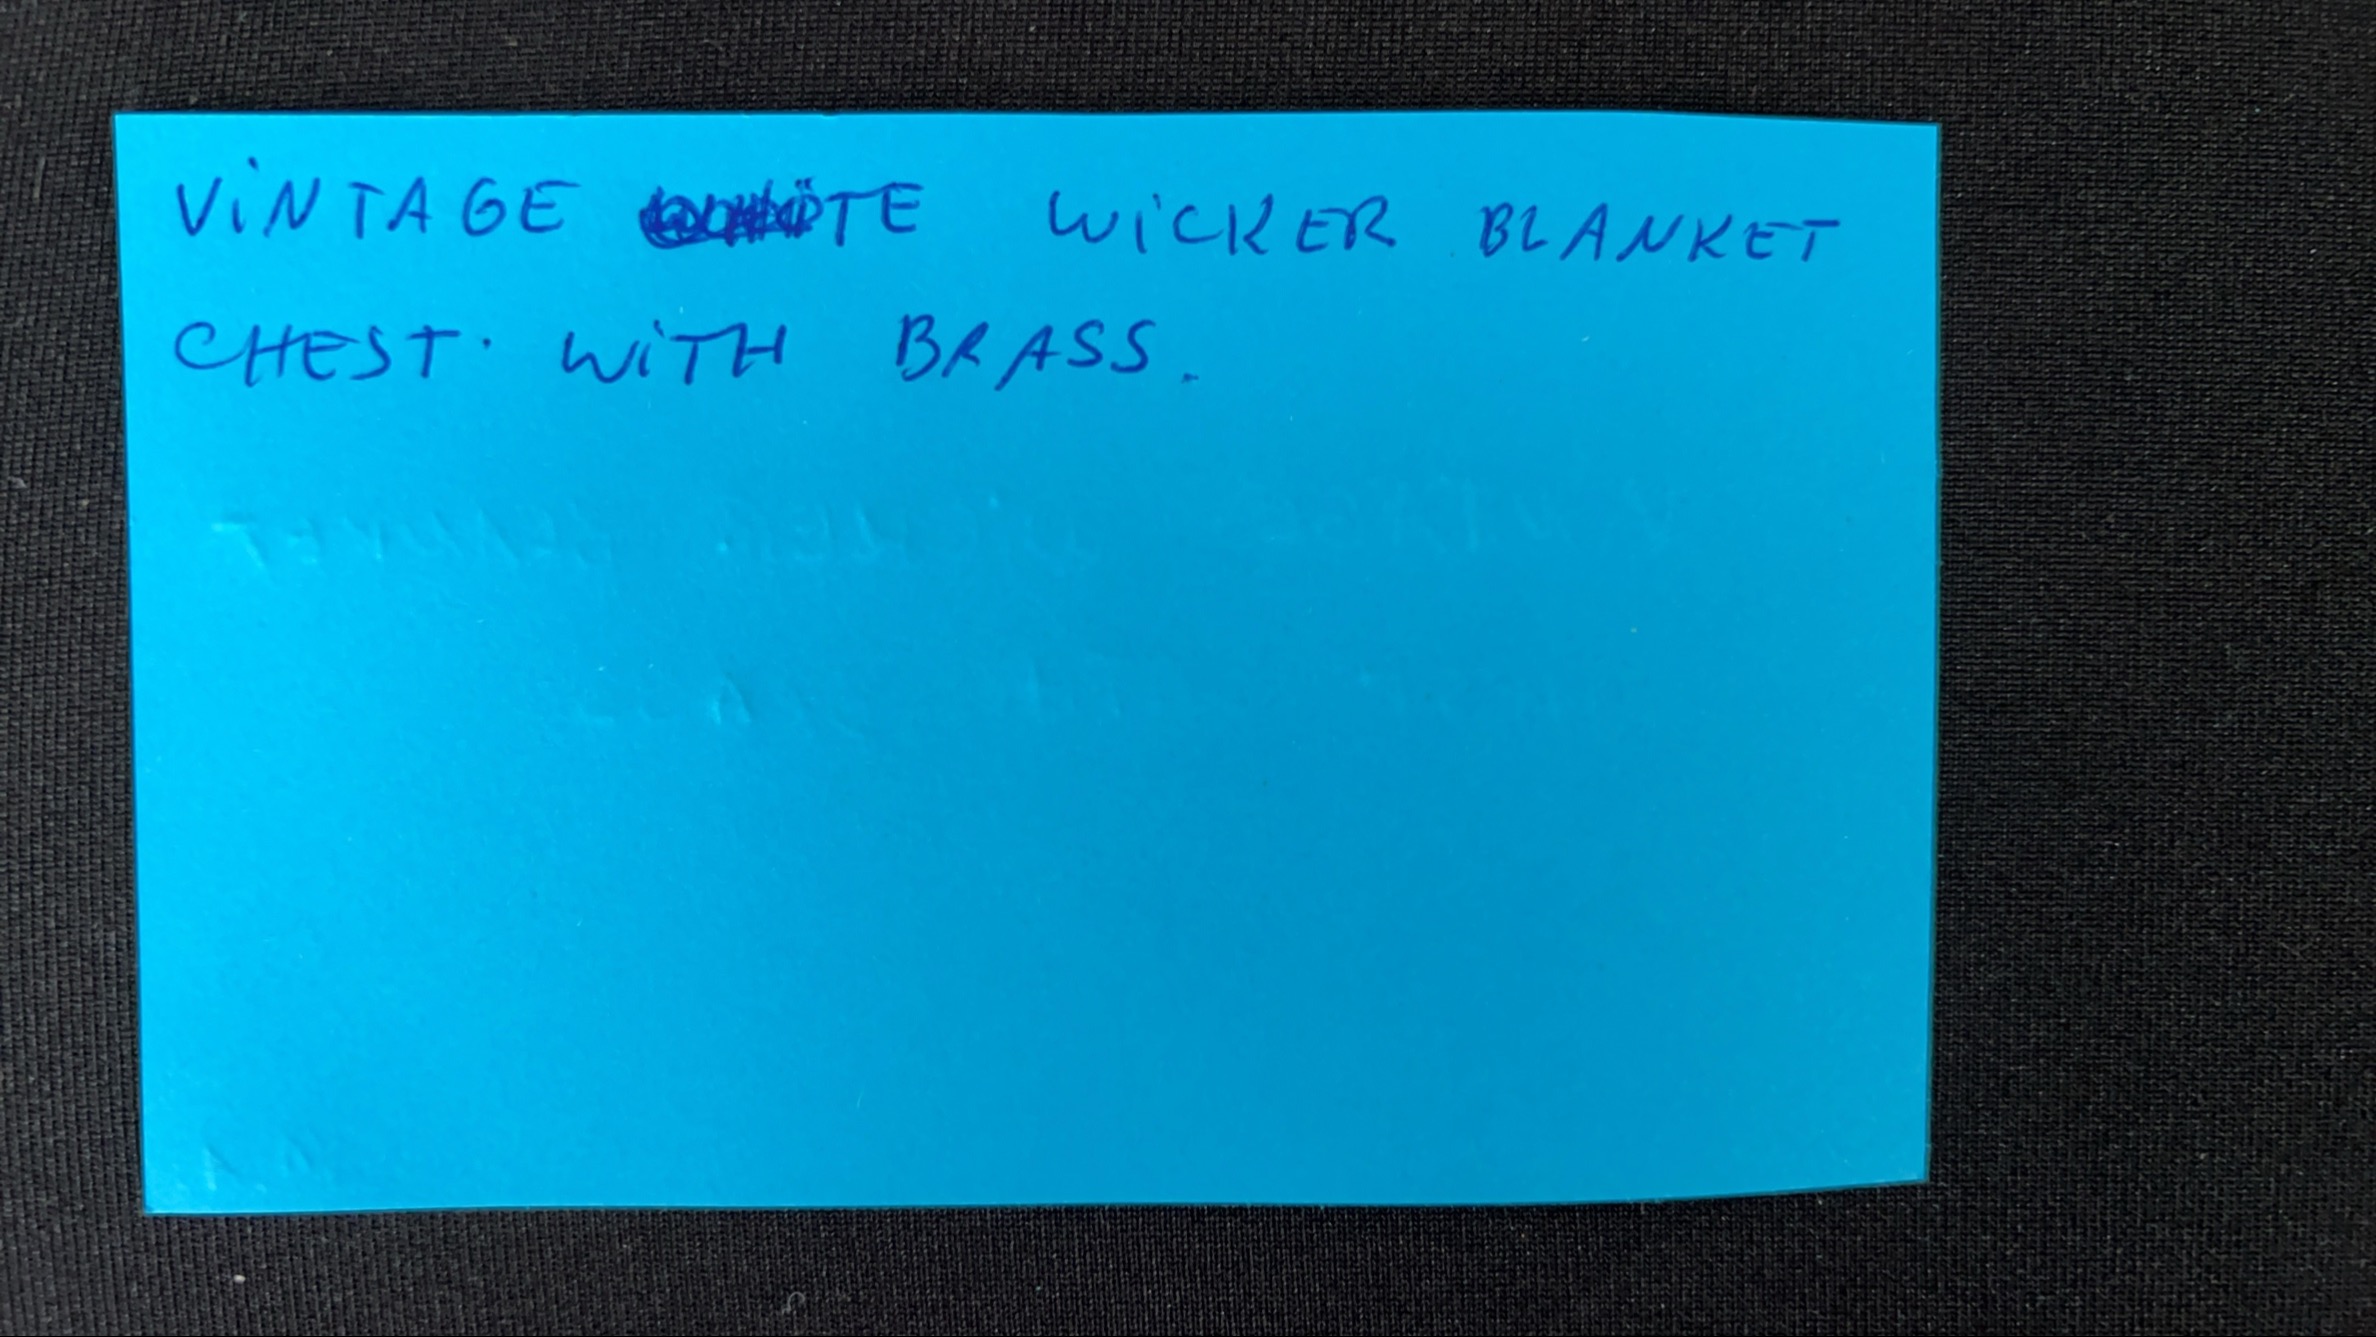 ViNTAGE WiCKER BLANKET
CHEST. WiTH BRASS.